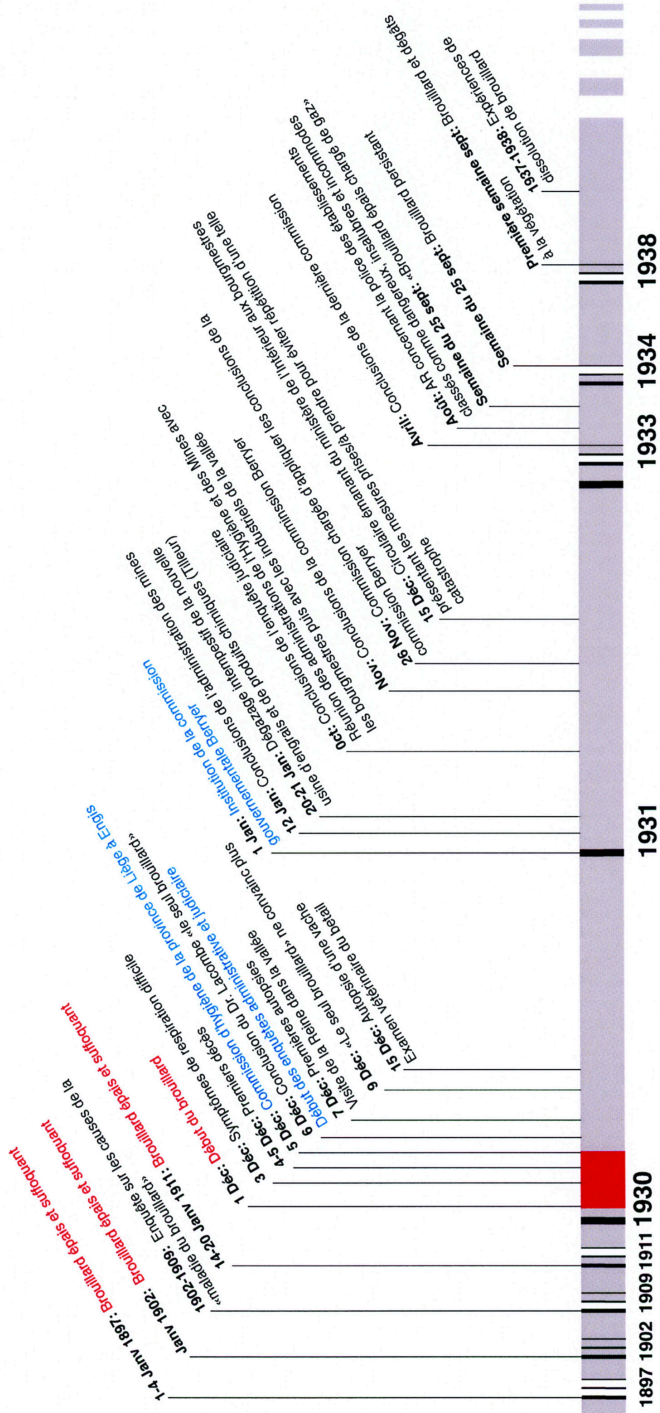 1-4 Janv 1897: Brouillard épais et suffoquant
Janv 1902: Brouillard épais et suffoquant
1902-1909: Enquête sur les causes de la
«maladie du brouillard»
14-20 Janv 1911: Brouillard épais et suffoquant
1 Déc: Début du brouillard
3 Déc: Symptômes de respiration difficile
4-5 Déc: Premiers décès
5 Déc: Commission d'hygiène de la province de Liège à Engis
6 Déc: Conclusion du Dr. Lacombe «le seul brouillard»
Début des enquêtes administrative et judiciaire
7 Déc: Premières autopsies
Visite de la Reine dans la vallée
9 Déc: «Le seul brouillard» ne convainc plus
15 Déc: Autopsie d'une vache
Examen vétérinaire du betail
1 Jan: Institution de la commission
gouvernementale Berryer
12 Jan: Conclusions de l'administration des mines
20-21 Jan: Dégazage intempestif de la nouvelle
usine d'engrais et de produits chimiques (Tilleur)
0ct: Conclusions de l'enquête judiciaire
Réunion des administrations de l'Hygiène et des Mines avec
les bourgmestres puis avec les industriels de la vallée
Nov: Conclusions de la commission Berryer
26 Nov: Commission chargée d'appliquer les conclusions de la
commission Berryer
15 Déc: Circulaire émanant du ministère de l'Intérieur aux bourgmestres
présentant les mesures prises/a prendre pour éviter répétition d'une telle
catastrophe
Avril: Conclusions de la dernière commission
Août: AR concernant la police des établissements
classés comme dangereux, insalubres et incommodes
Semaine du 25 sept: «Brouillard épais chargé de gaz»
Semaine du 25 sept: Brouillard persistant
Première semaine sept: Brouillard et dégâts
à la végétation
1937-1938: Expériences de
dissolution de brouillard
1897 1902 1909 1911 1930 1931 1933 1934 1938